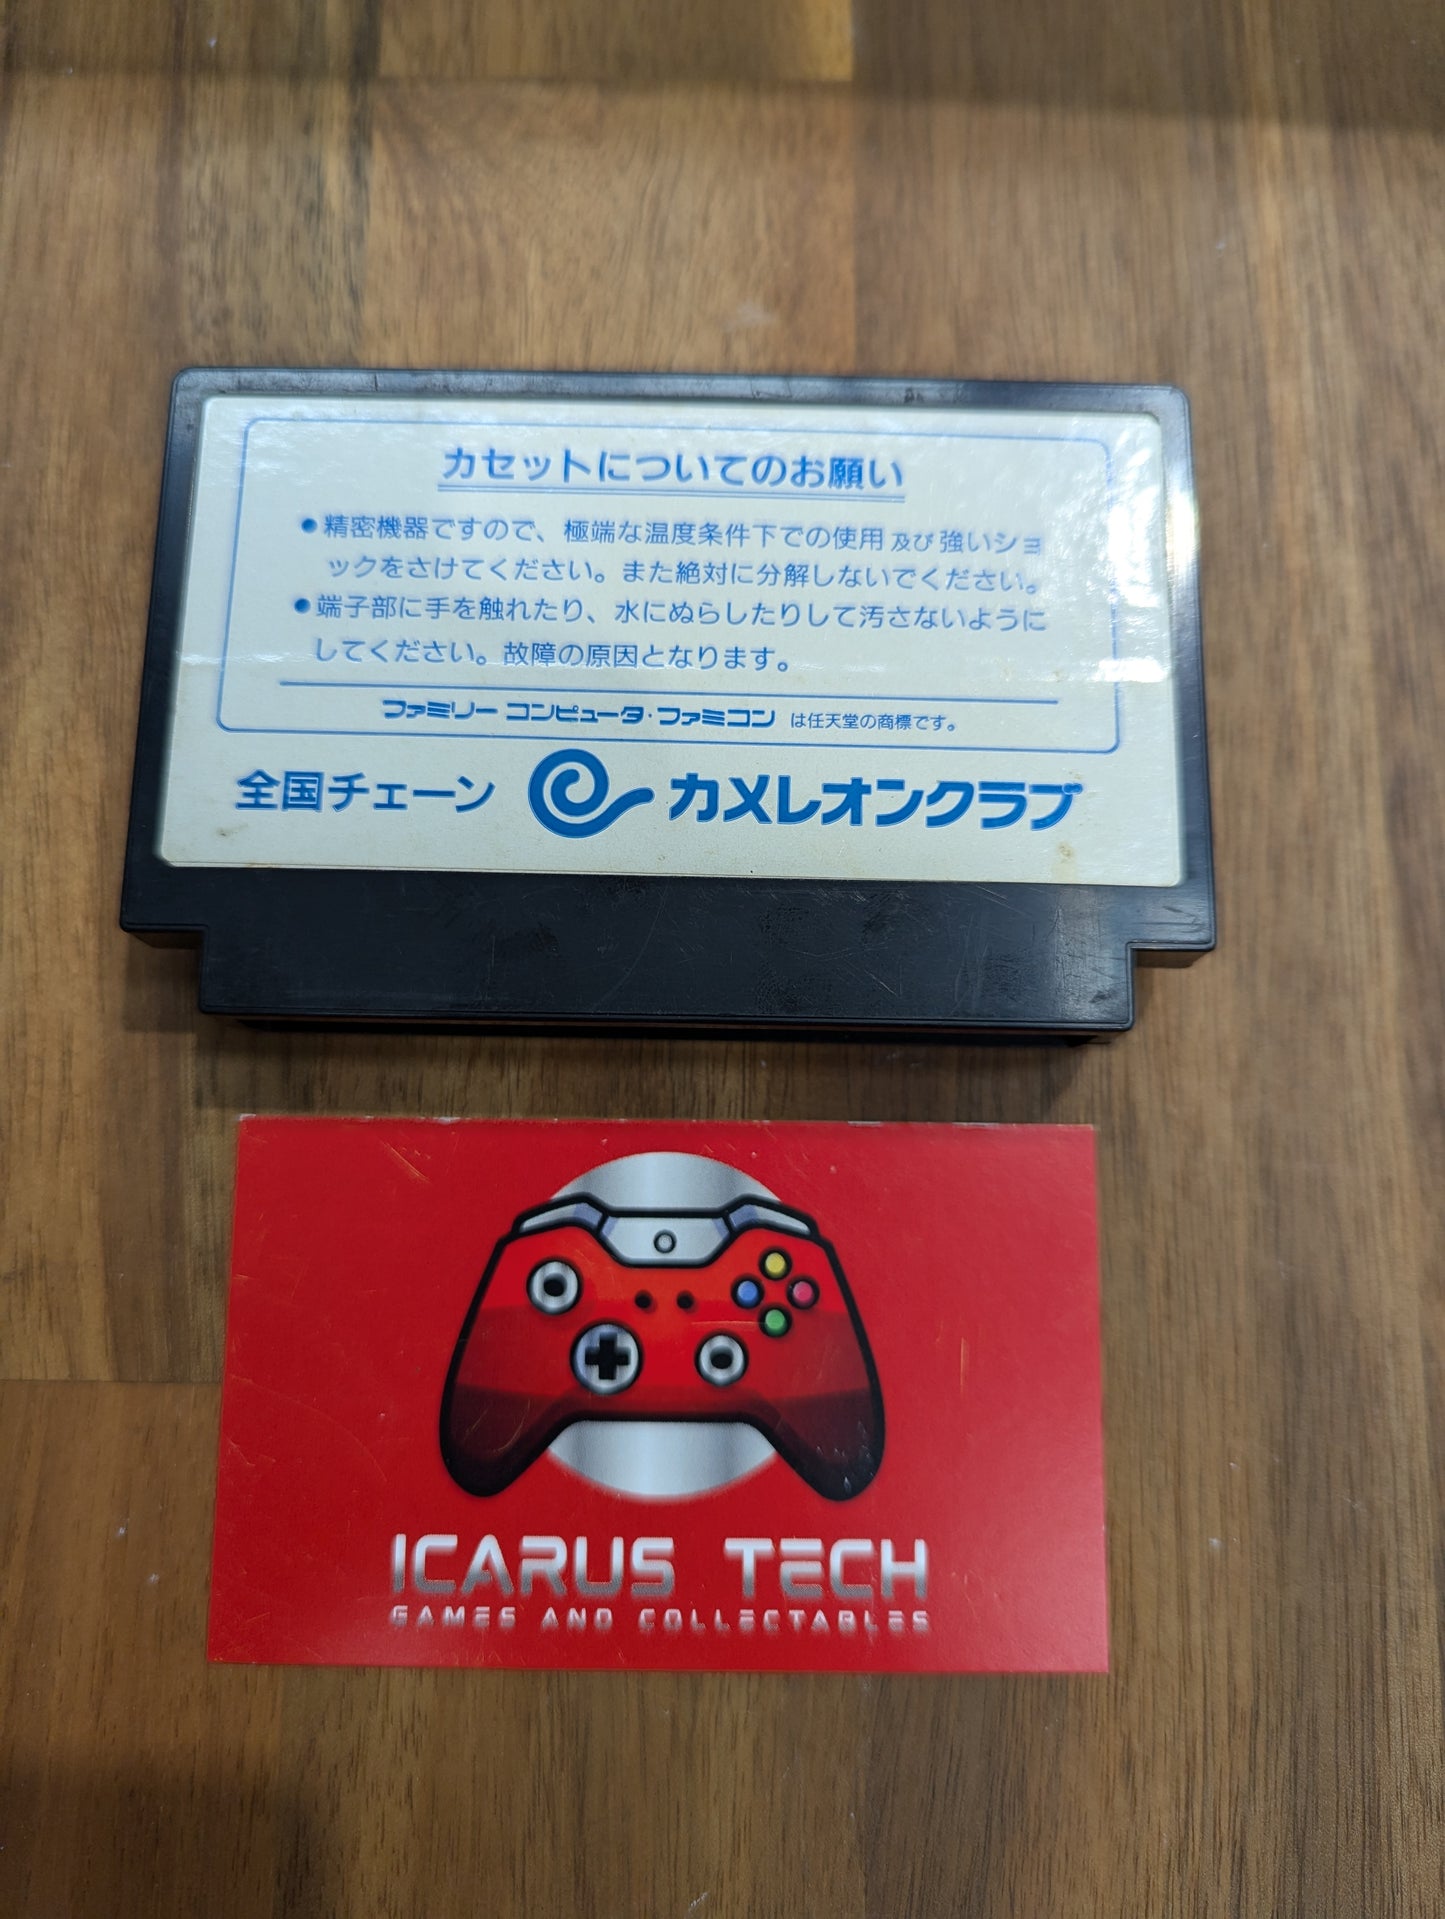 カセットについてのお願い
●精密機器ですので、極端な温度条件下での使用及び強いショ
ックをさけてください。また絶対に分解しないでください。
●端子部に手を触れたり、水にぬらしたりして汚さないように
してください。故障の原因となります。
ファミリーコンピュータ・ファミコン は任天堂の商標です。
全国チェーン カメレオンクラブ
ICARUS TECH
GAMES AND COLLECTABLES